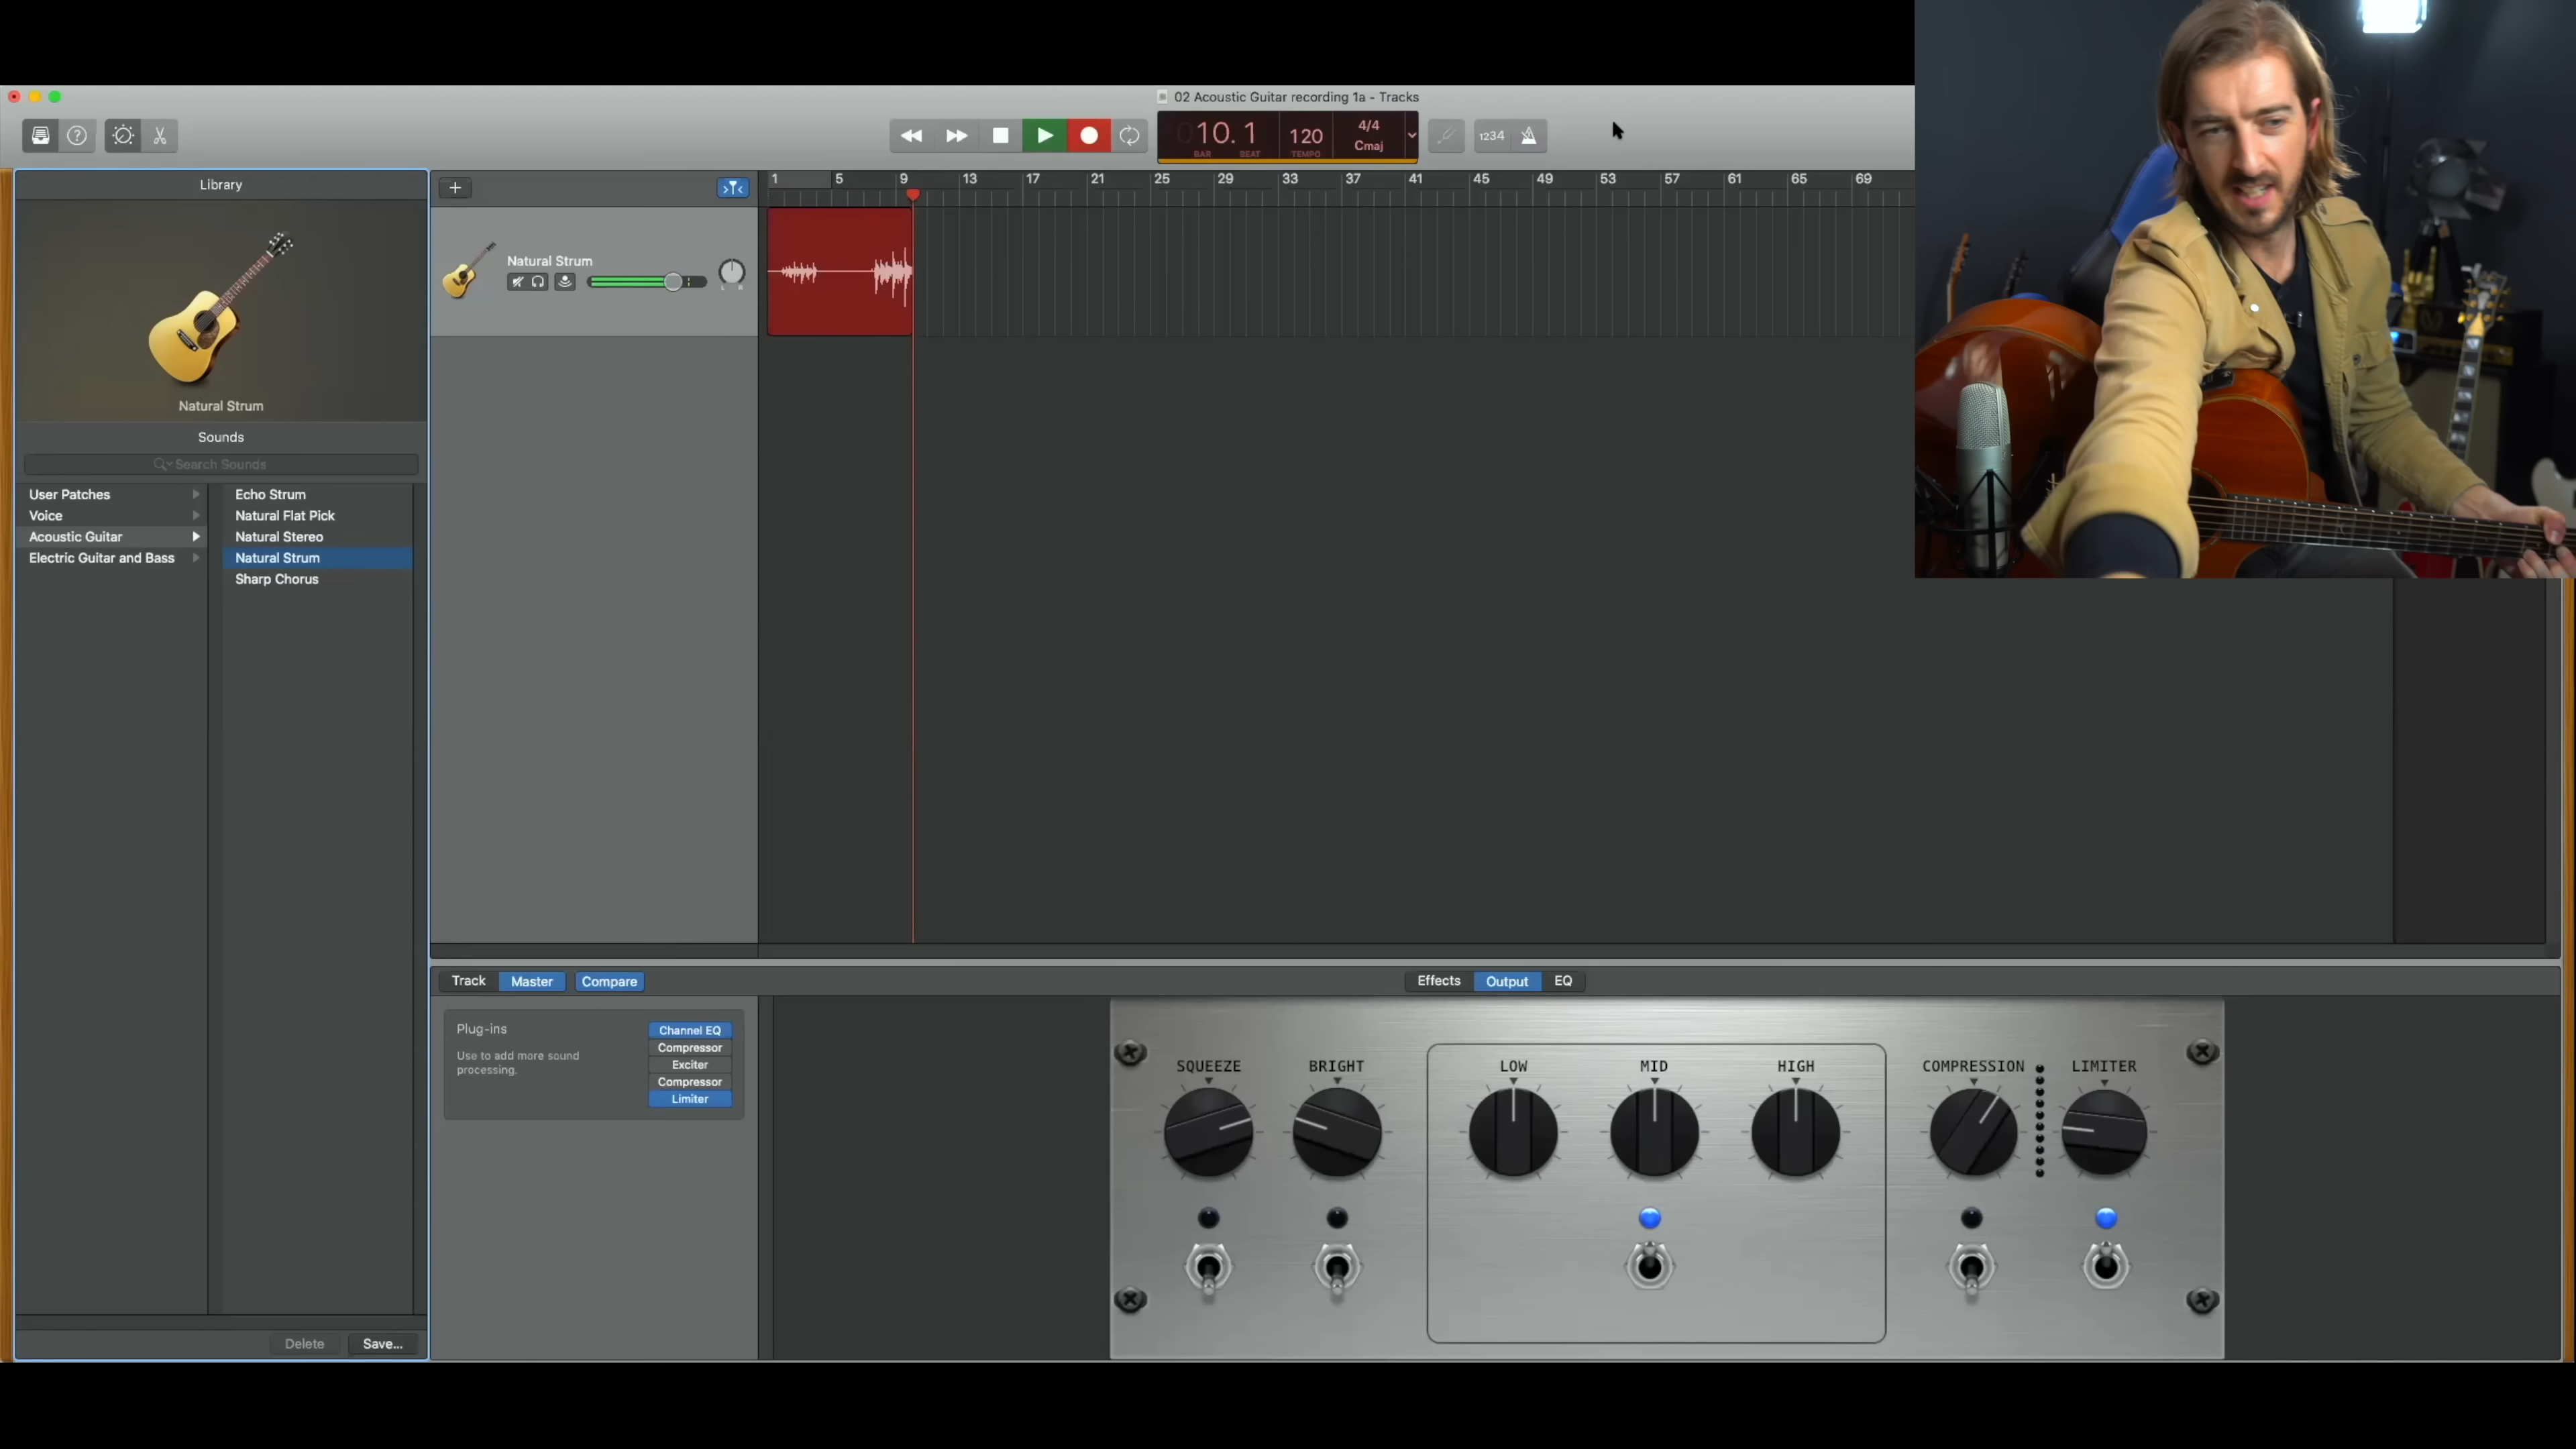 02 Acoustic Guitar recording 1a - Tracks
10. 1
120
4/4
Cmaj
BAR
BEAT
TEMPO
1234
Library
Natural Strum
Sounds
Search Sounds
User Patches
Voice
Acoustic Guitar
Electric Guitar and Bass
Echo Strum
Natural Flat Pick
Natural Stereo
Natural Strum
Sharp Chorus
Delete
Save...
1 5 9 13 17 21 25 29 33 37 41 45 49 53 57 61 65 69
Natural Strum
L R
Track Master Compare
Effects Output EQ
Plug-ins
Use to add more sound
processing.
Channel EQ
Compressor
Exciter
Compressor
Limiter
SQUEEZE BRIGHT LOW MID HIGH COMPRESSION LIMITER